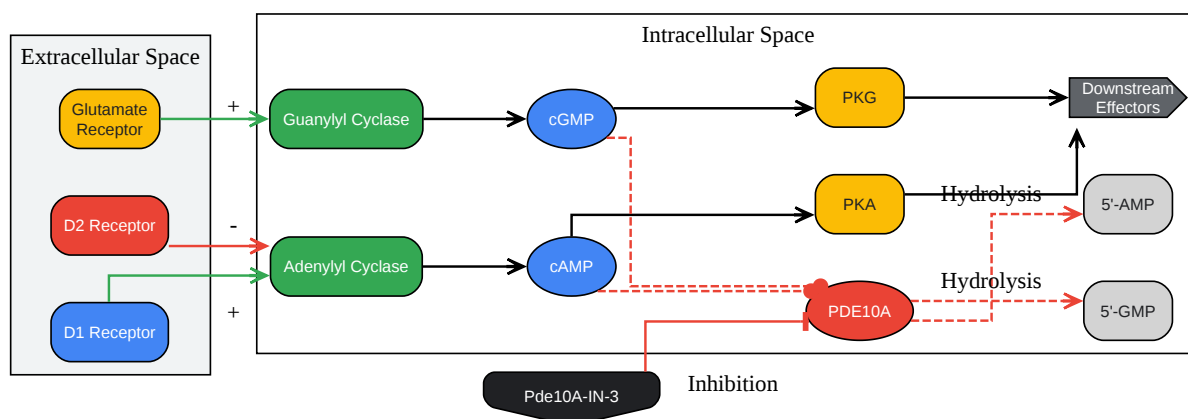 Intracellular Space
Extracellular Space
Glutamate
Receptor
+
Guanylyl Cyclase
cGMP
PKG
Downstream
Effectors
D2 Receptor
-
Adenylyl Cyclase
cAMP
PKA
Hydrolysis
5'-AMP
D1 Receptor
+
PDE10A
Hydrolysis
5'-GMP
Pde10A-IN-3
Inhibition